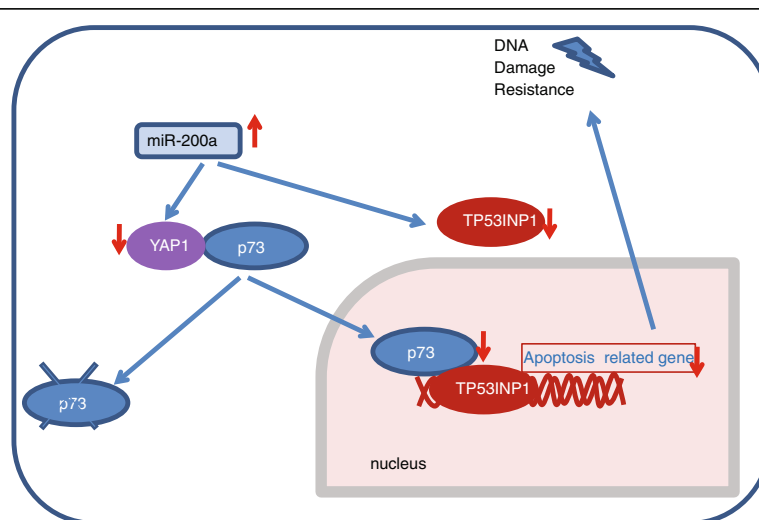 DNA
Damage
Resistance
miR-200a
TP53INP1
YAP1
p73
p73
Apoptosis related gene
p73
TP53INP1
nucleus